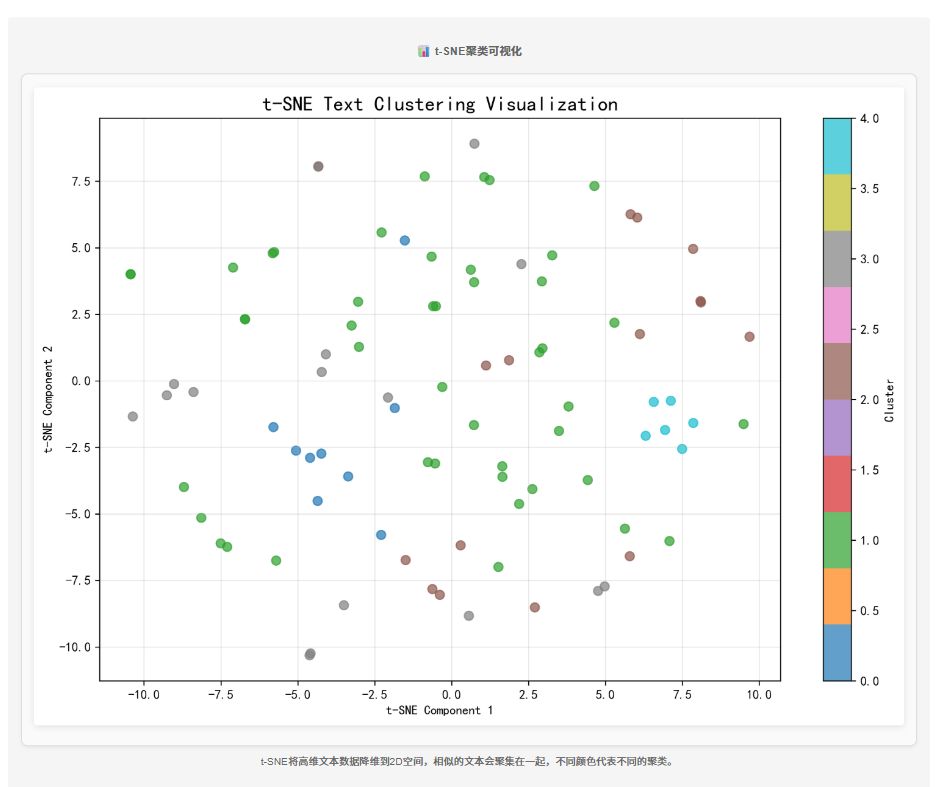 📊 t-SNE聚类可视化
t-SNE Text Clustering Visualization
7.5
5.0
2.5
0.0
−2.5
−5.0
−7.5
−10.0
t-SNE Component 2
−10.0 −7.5 −5.0 −2.5 0.0 2.5 5.0 7.5 10.0
t-SNE Component 1
4.0
3.5
3.0
2.5
2.0
1.5
1.0
0.5
0.0
Cluster
t-SNE将高维文本数据降维到2D空间，相似的文本会聚集在一起，不同颜色代表不同的聚类。